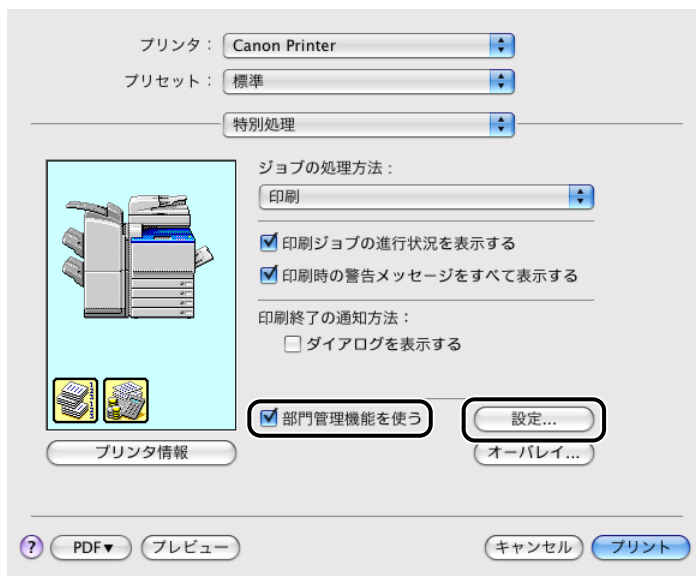 プリンタ： Canon Printer
プリセット： 標準
特別処理
ジョブの処理方法：
印刷
印刷ジョブの進行状況を表示する
印刷時の警告メッセージをすべて表示する
印刷終了の通知方法：
ダイアログを表示する
部門管理機能を使う 設定...
プリンタ情報 オーバレイ...
? PDF▼ プレビュー キャンセル プリント